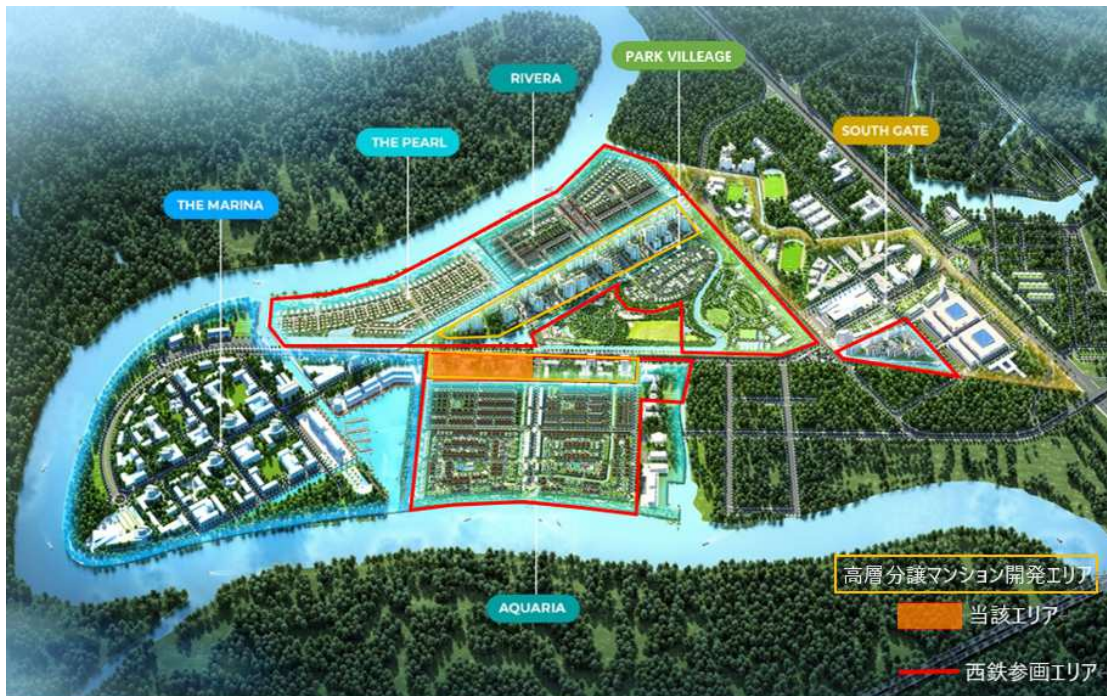 PARK VILLEAGE
RIVERA
SOUTH GATE
THE PEARL
THE MARINA
AQUARIA
高層分譲マンション開発エリア
当該エリア
西鉄参画エリア